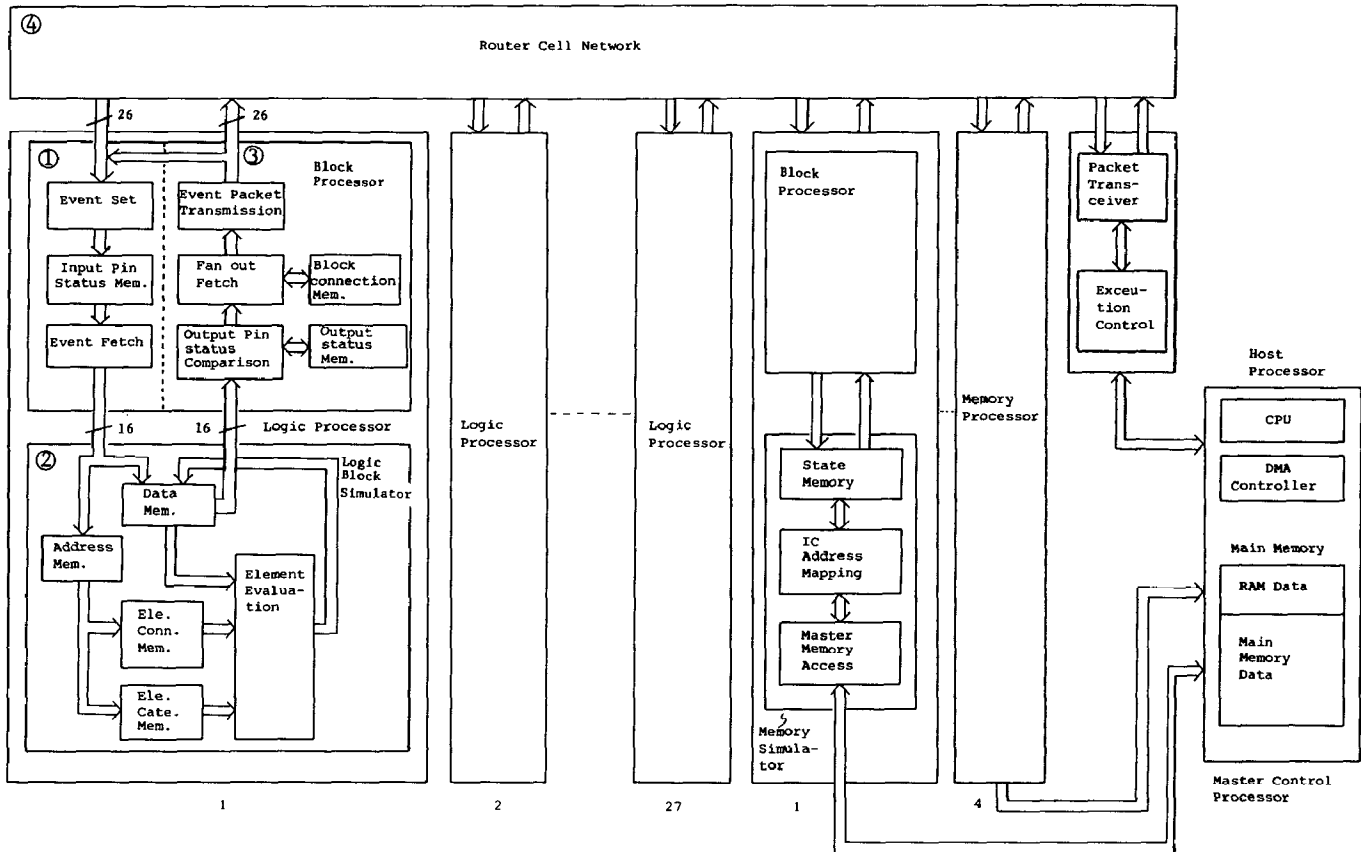 ④
Router Cell Network
26
26
①
③
Block
Processor
Event Set
Event Packet
Transmission
Input Pin
Status Mem.
Fan out
Fetch
Block
connection
Mem.
Event Fetch
Output Pin
status
Comparison
Output
status
Mem.
16
16
Logic Processor
②
Logic
Block
Simulator
Data
Mem.
Address
Mem.
Element
Evalua-
tion
Ele.
Conn.
Mem.
Ele.
Cate.
Mem.
1
Logic
Processor
2
Logic
Processor
27
Block
Processor
State
Memory
IC
Address
Mapping
Master
Memory
Access
Memory
Simula-
tor
1
Memory
Processor
4
Packet
Trans-
ceiver
Exceu-
tion
Control
Host
Processor
CPU
DMA
Controller
Main Memory
RAM Data
Main
Memory
Data
Master Control
Processor